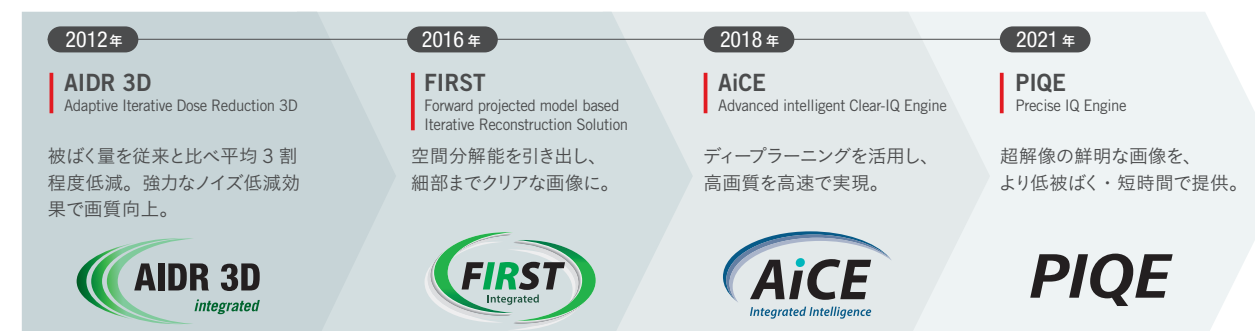 2012年
AIDR 3D
Adaptive Iterative Dose Reduction 3D
被ばく量を従来と比べ平均 3 割
程度低減。強力なノイズ低減効
果で画質向上。
AIDR 3D
integrated
2016年
FIRST
Forward projected model based
Iterative Reconstruction Solution
空間分解能を引き出し、
細部までクリアな画像に。
FIRST
Integrated
2018年
AiCE
Advanced intelligent Clear-IQ Engine
ディープラーニングを活用し、
高画質を高速で実現。
AiCE
Integrated Intelligence
2021年
PIQE
Precise IQ Engine
超解像の鮮明な画像を、
より低被ばく・短時間で提供。
PIQE